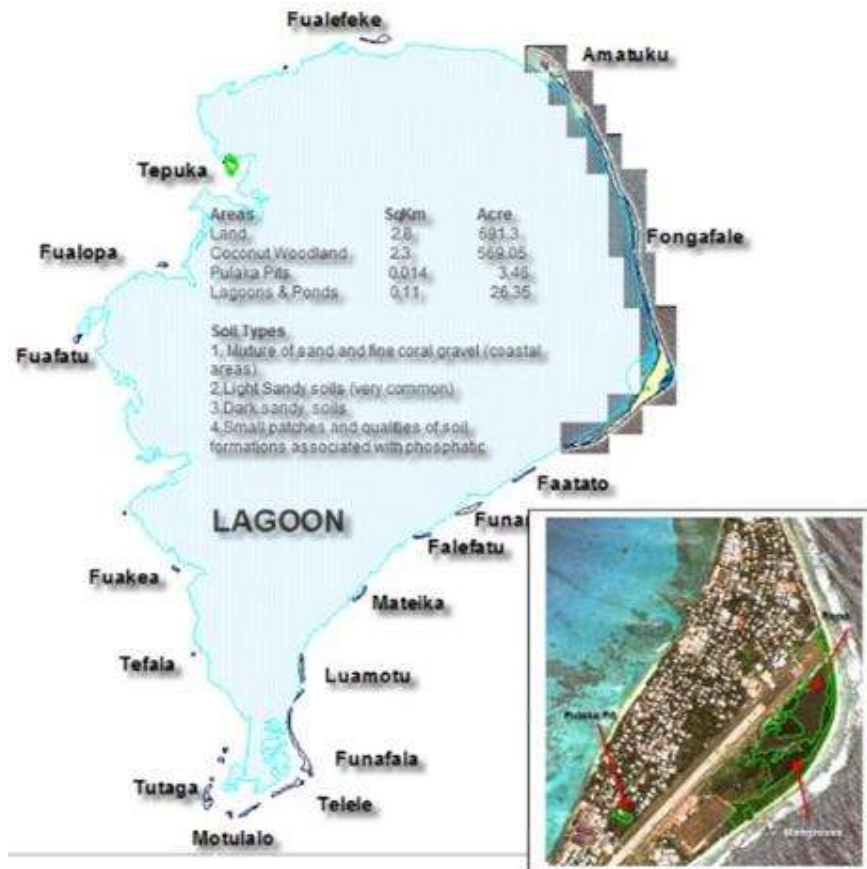 Fualefeke
Amatuku
Tepuka
Areas SqKm Acre
Land 2.8 691.3
Coconut Woodland 2.3 569.05
Pulaka Pits 0.014 3.46
Lagoons & Ponds 0.11 26.35
Fongafale
Fualopa
Fuafatu
Soil Types
1. Mixture of sand and fine coral gravel (coastal
areas)
2.Light Sandy soils (very common)
3.Dark sandy, soils
4.Small patches and qualities of soil
formations associated with phosphatic
Faatato
LAGOON
Funa
Falefatu
Fuakea
Mateika
Tefala
Luamotu
Funafala
Tutaga
Telele
Motulalo
Pulaka Pit
Mangroves